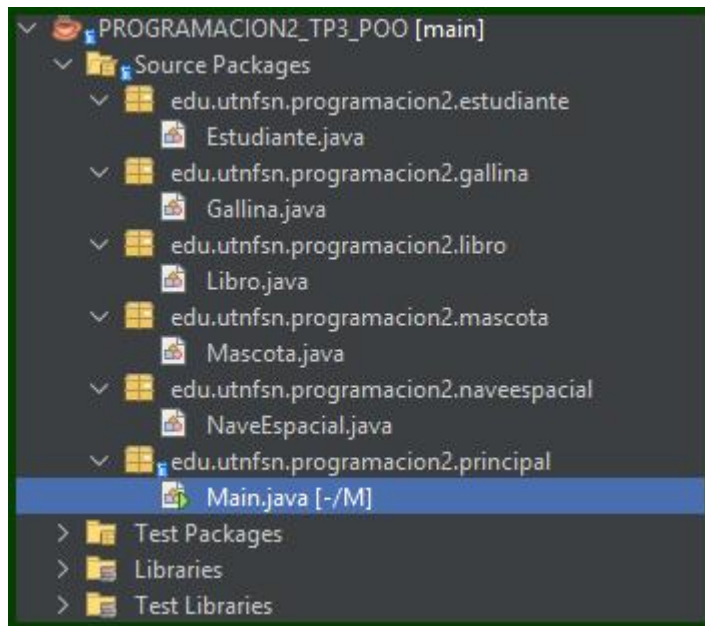 PROGRAMACION2_TP3_POO [main]
Source Packages
edu.utnfsn.programacion2.estudiante
Estudiante.java
edu.utnfsn.programacion2.gallina
Gallina.java
edu.utnfsn.programacion2.libro
Libro.java
edu.utnfsn.programacion2.mascota
Mascota.java
edu.utnfsn.programacion2.naveespacial
NaveEspacial.java
edu.utnfsn.programacion2.principal
Main.java [-/M]
Test Packages
Libraries
Test Libraries